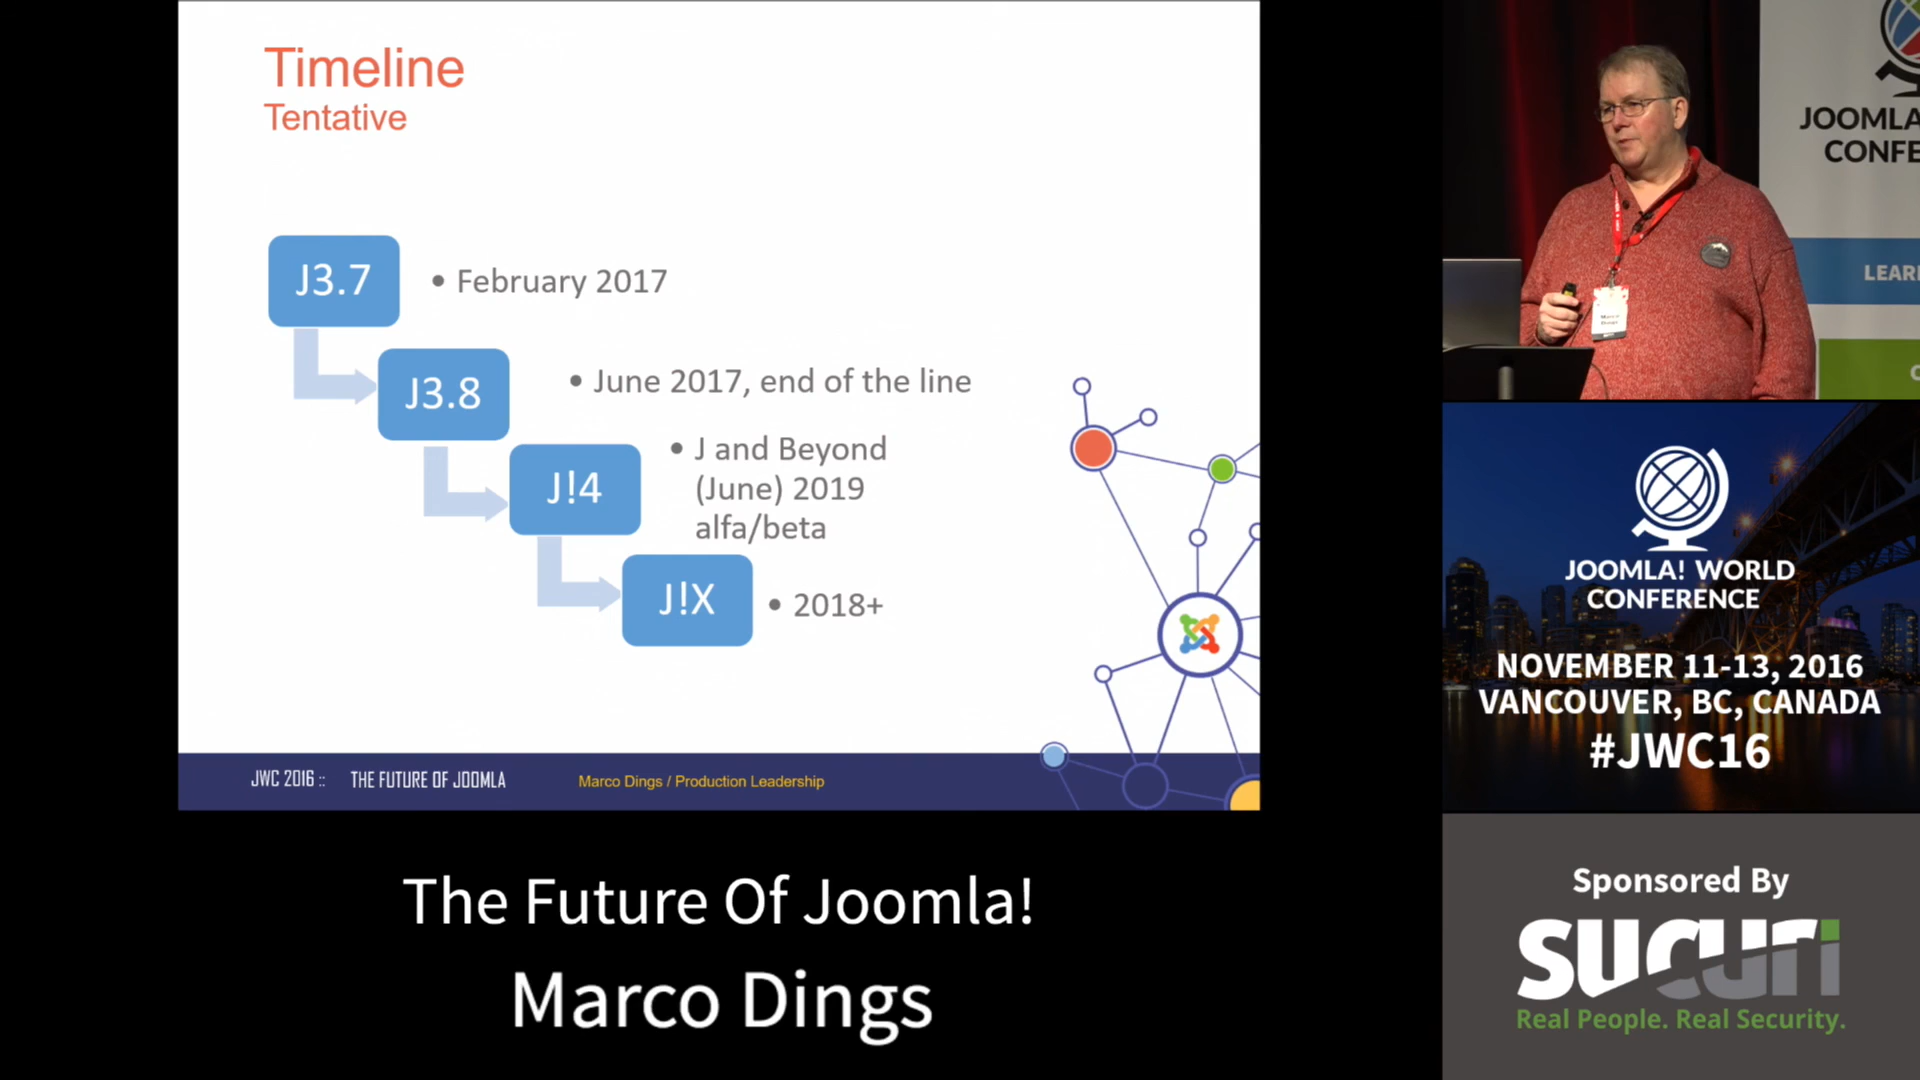 Timeline
Tentative
J3.7
• February 2017
J3.8
• June 2017, end of the line
J!4
• J and Beyond
(June) 2019
alfa/beta
J!X
• 2018+
JWC 2016 :: THE FUTURE OF JOOMLA
Marco Dings / Production Leadership
The Future Of Joomla!
Marco Dings
JOOMLA
CONFE
LEAR
Marco
Dings
JOOMLA! WORLD
CONFERENCE
NOVEMBER 11-13, 2016
VANCOUVER, BC, CANADA
#JWC16
Sponsored By
SUCURI
Real People. Real Security.